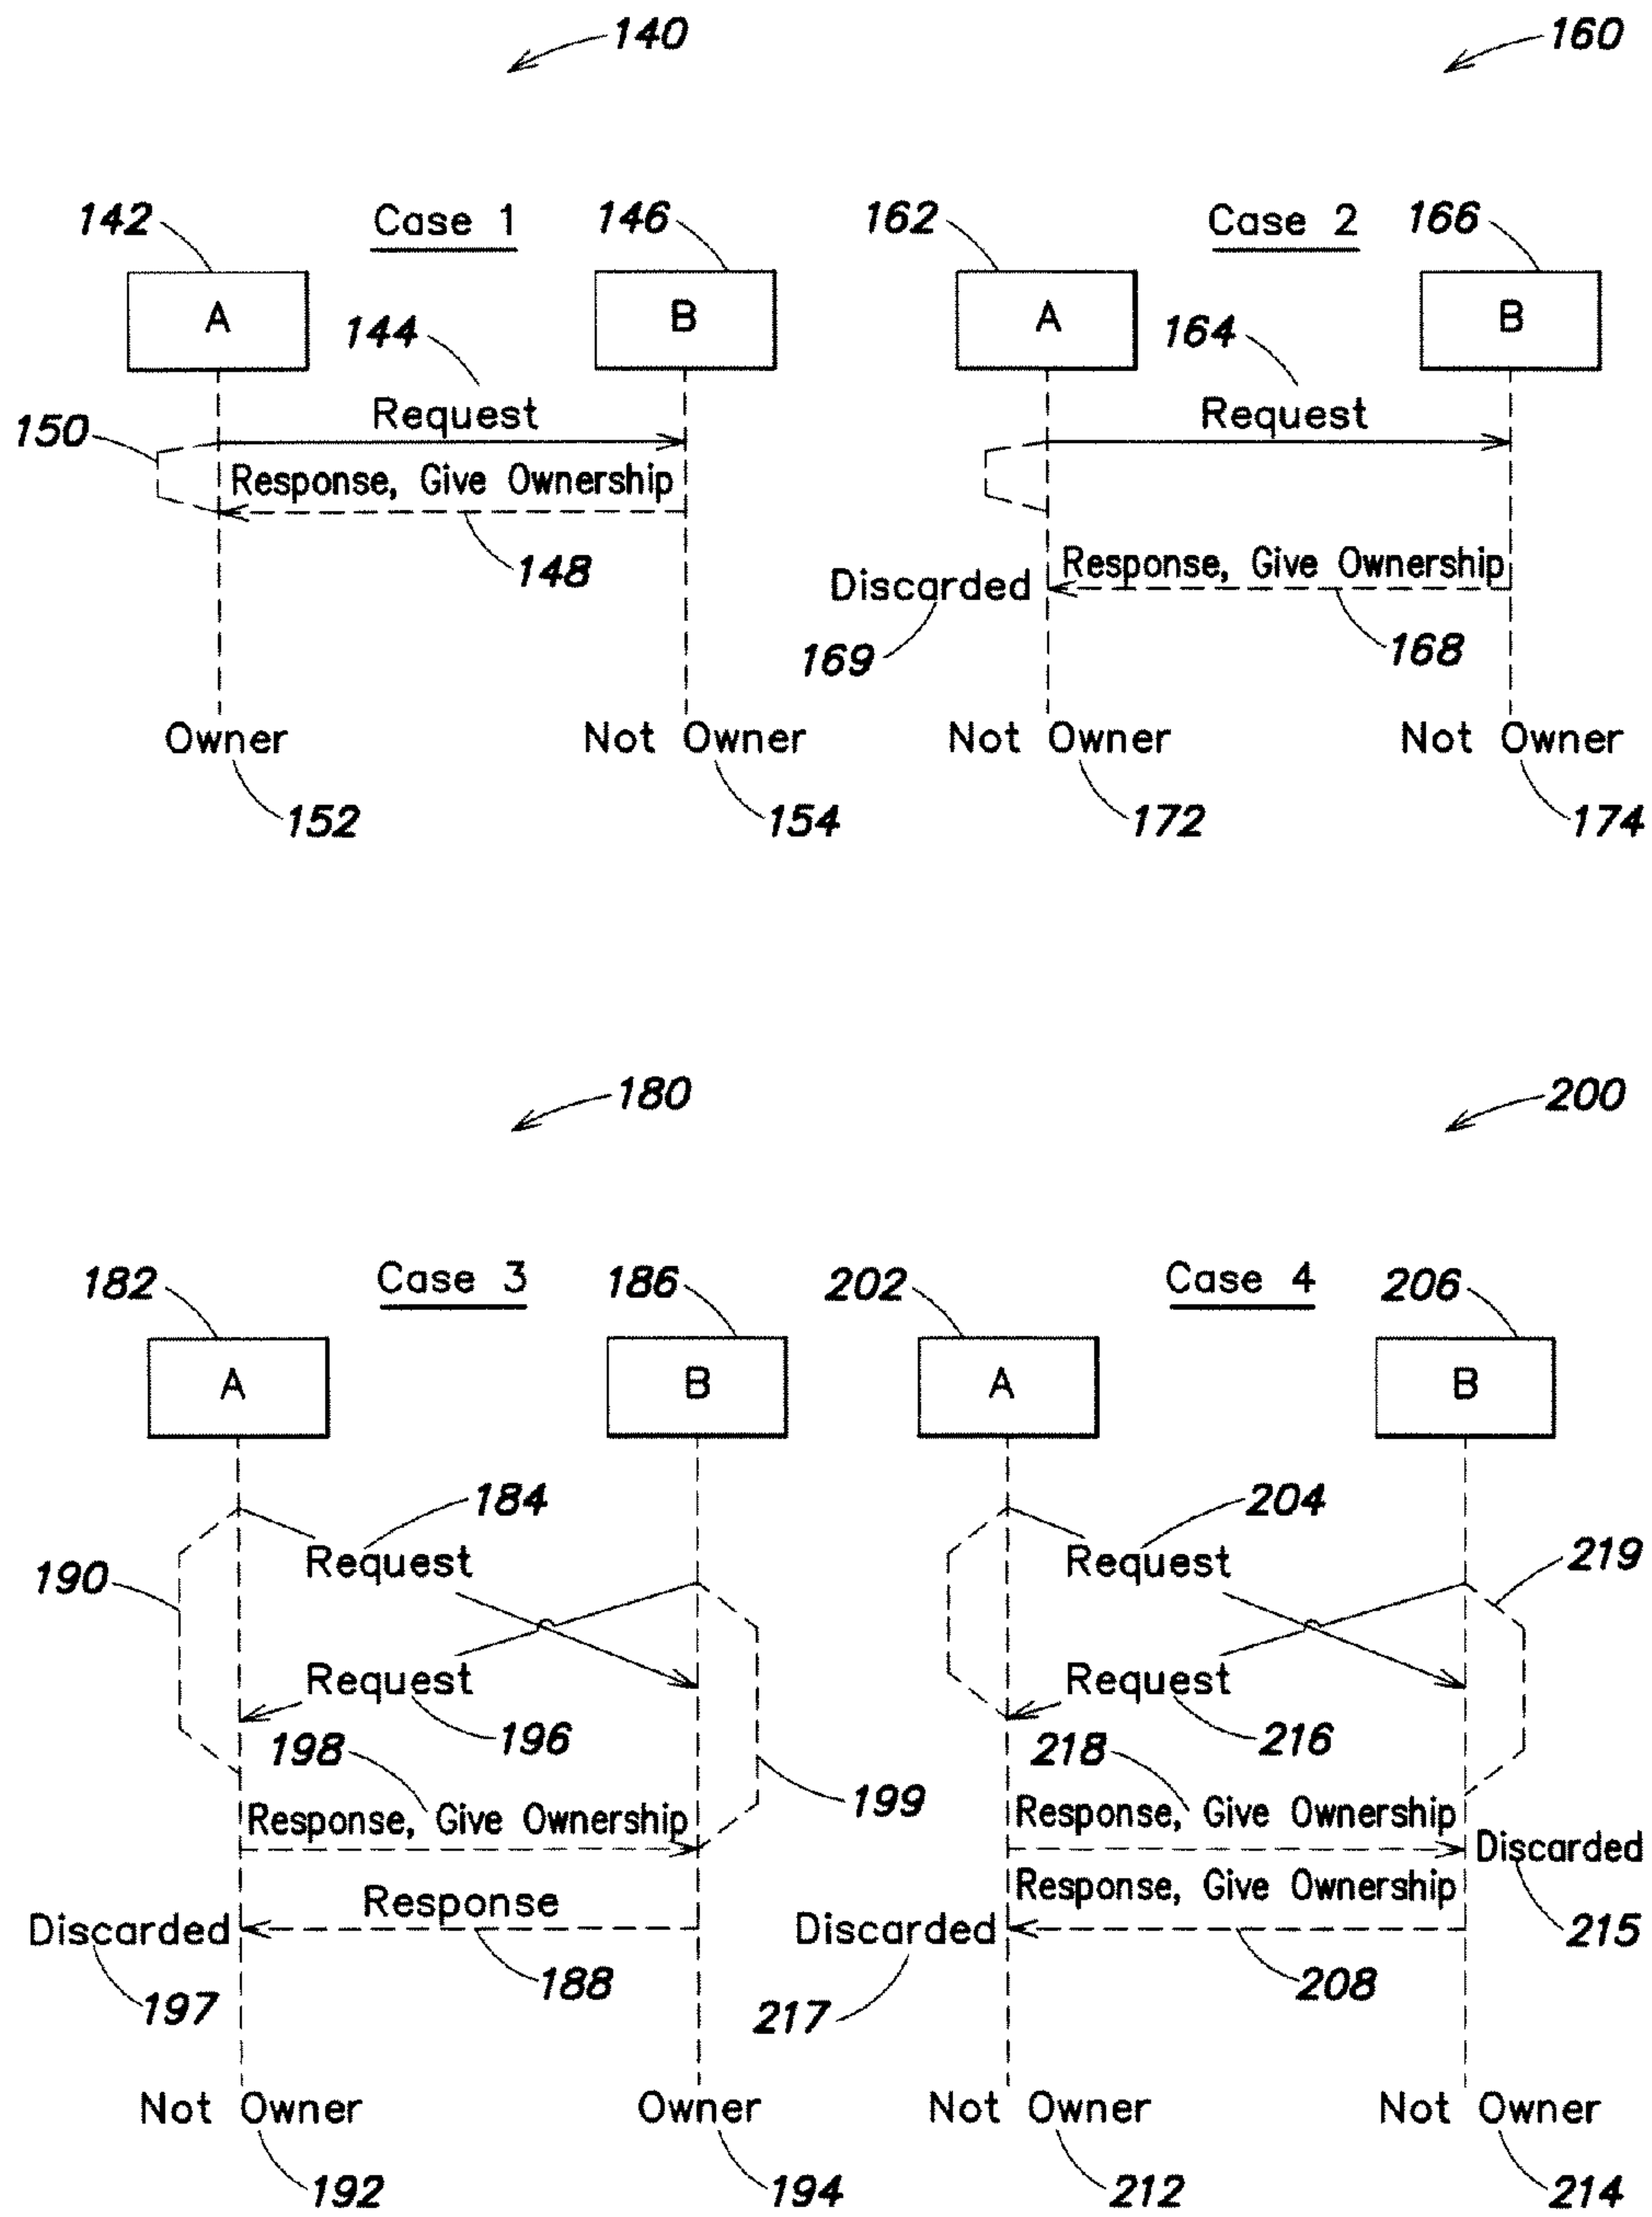 140 160
142 Case 1 146 162 Case 2 166
A B A B
144 164
Request Request
150
Response, Give Ownership
148 Discarded Response, Give Ownership
169 168
Owner Not Owner Not Owner Not Owner
152 154 172 174
180 200
182 Case 3 186 202 Case 4 206
A B A B
184 204
190 Request Request 219
Request Request
198 196 218 216
199
Response, Give Ownership Response, Give Ownership
Discarded
Response Response, Give Ownership
Discarded Discarded
197 188 217 208 215
Not Owner Owner Not Owner Not Owner
192 194 212 214